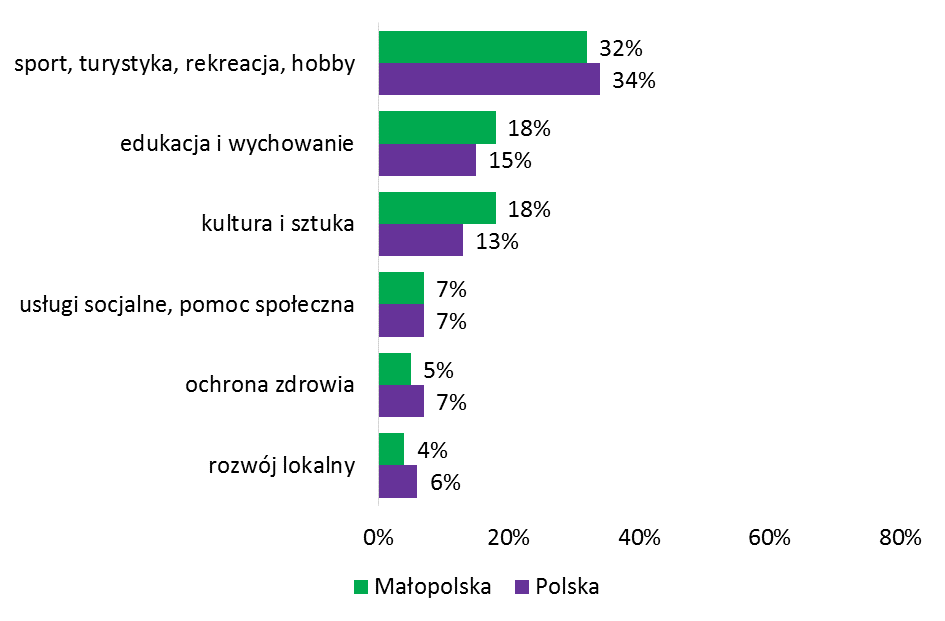 sport, turystyka, rekreacja, hobby
32%
34%
edukacja i wychowanie
18%
15%
kultura i sztuka
18%
13%
usługi socjalne, pomoc społeczna
7%
7%
ochrona zdrowia
5%
7%
rozwój lokalny
4%
6%
0% 20% 40% 60% 80%
Małopolska Polska